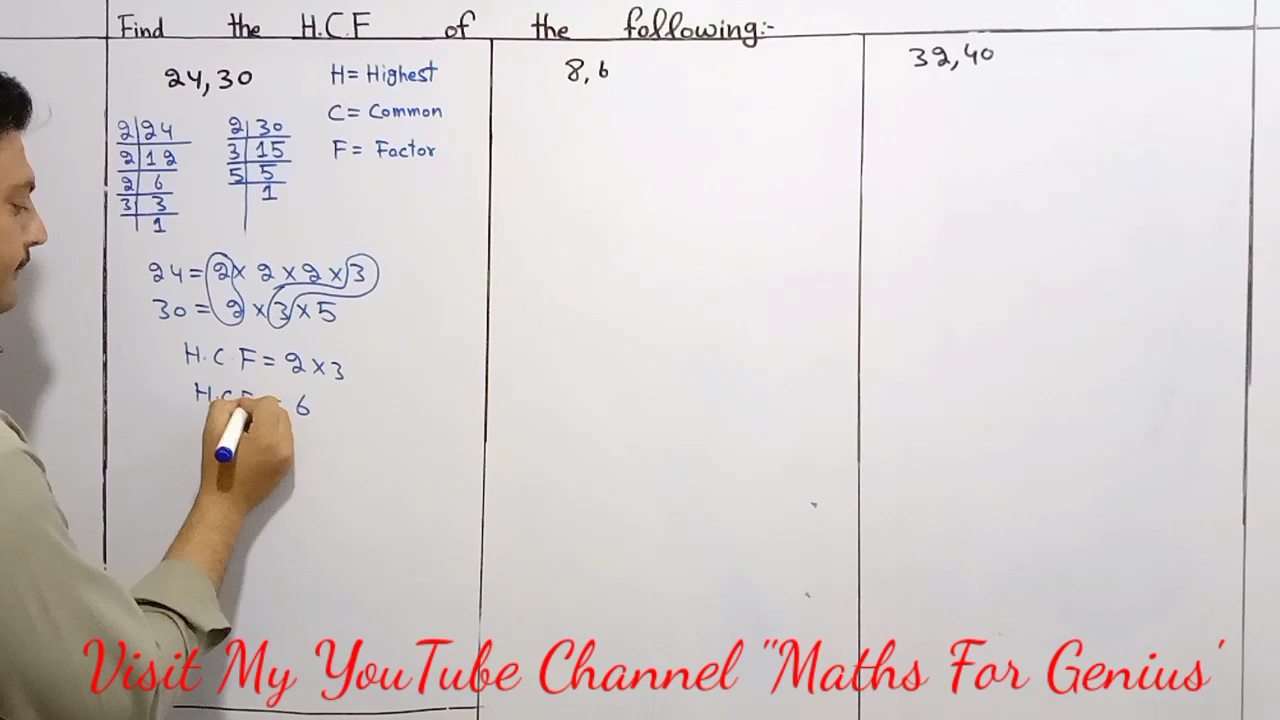 Find the H.C.F of the following:-
24,30
H= Highest
C= Common
F= Factor
2 24
2 12
2 6
3 3
1
2 30
3 15
5 5
1
24=2×2×2×3
30=2×3×5
H.C.F=2×3
6
8,6
32,40
Visit My YouTube Channel "Maths For Genius'